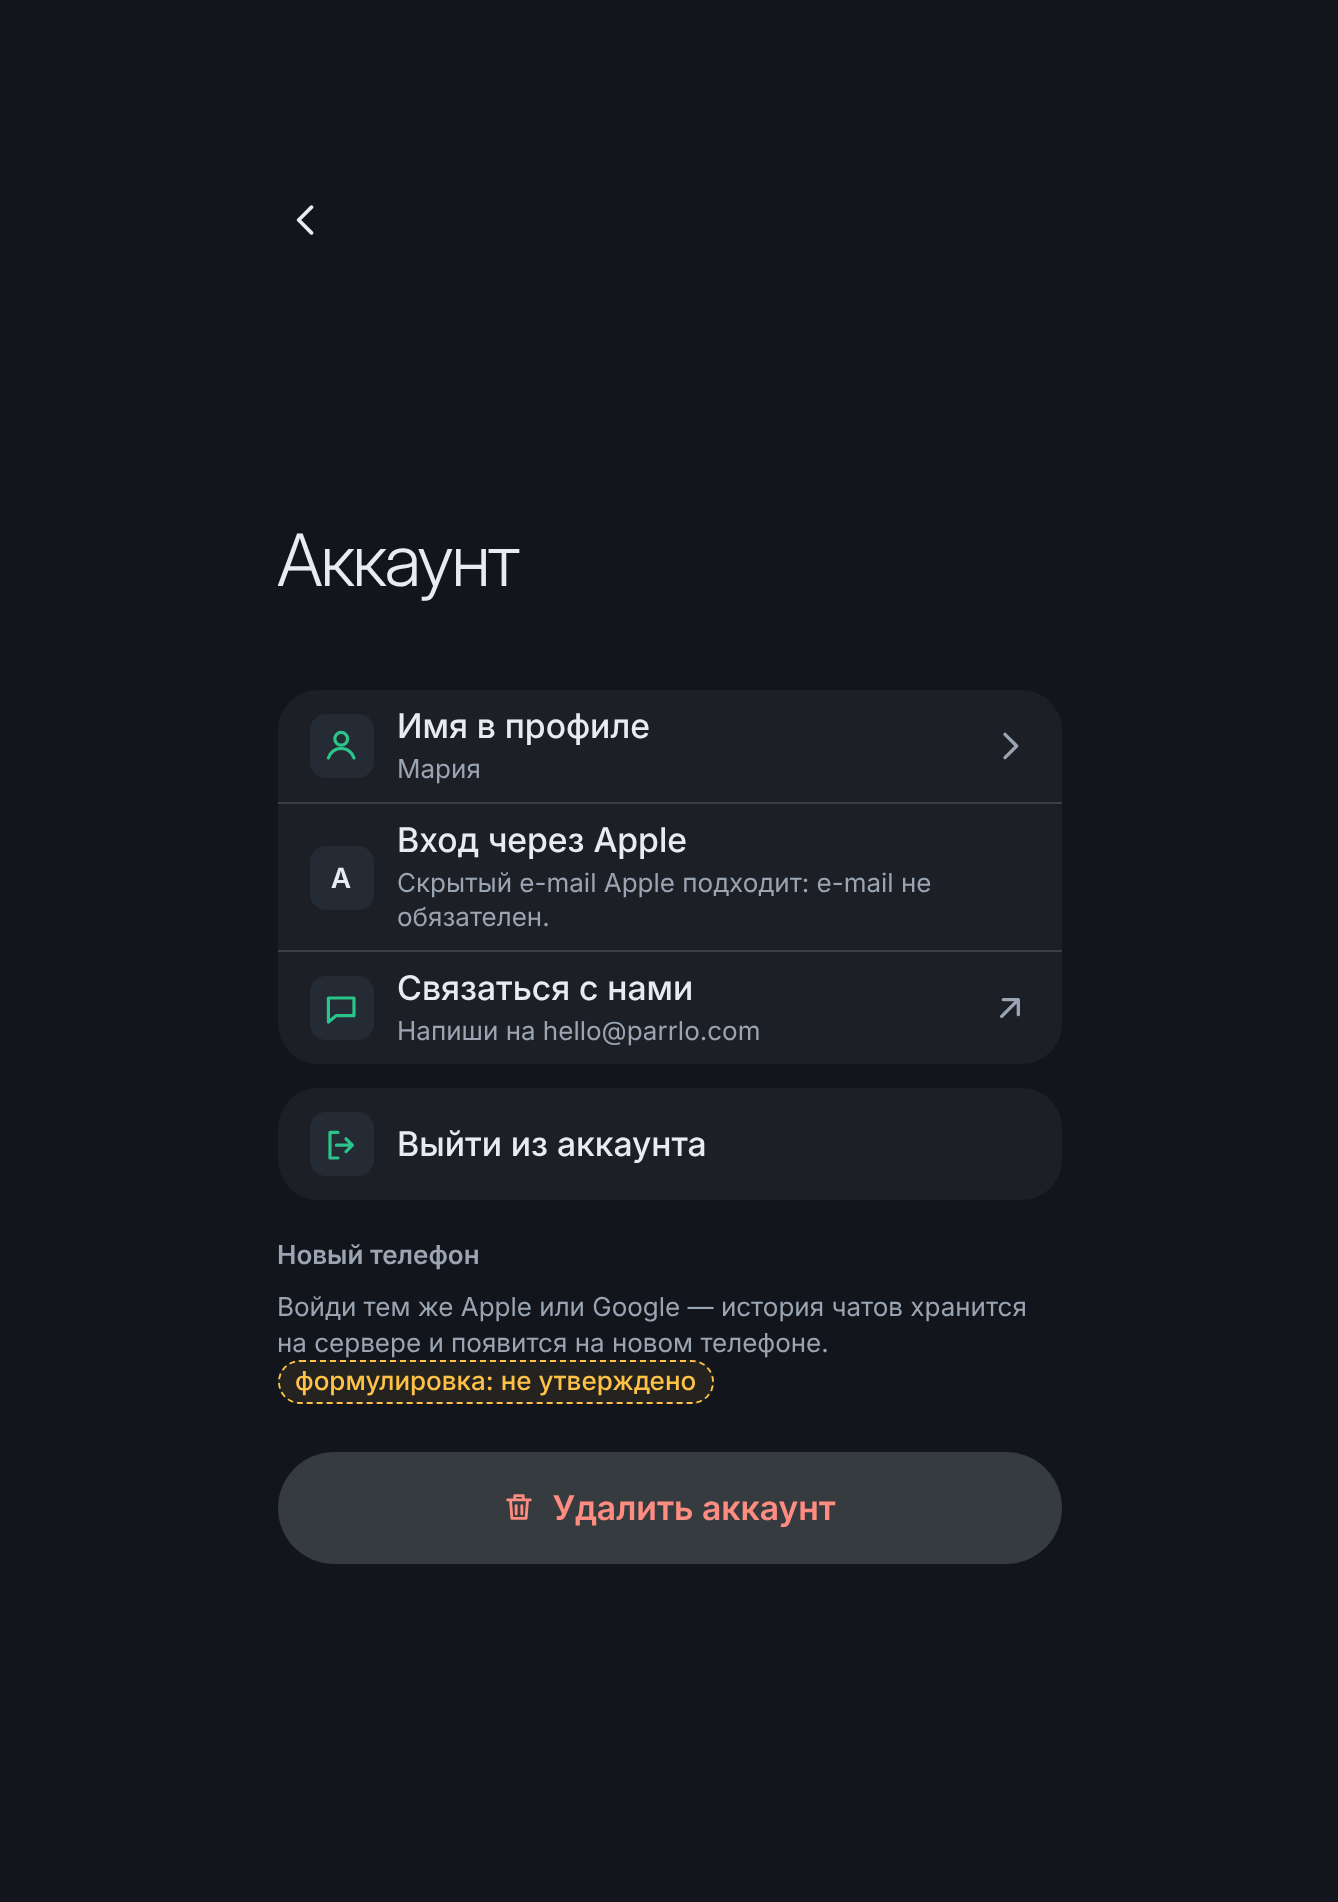 Аккаунт
Имя в профиле
Мария
A
Вход через Apple
Скрытый e-mail Apple подходит: e-mail не
обязателен.
Связаться с нами
Напиши на hello@parrlo.com
Выйти из аккаунта
Новый телефон
Войди тем же Apple или Google — история чатов хранится
на сервере и появится на новом телефоне.
формулировка: не утверждено
Удалить аккаунт